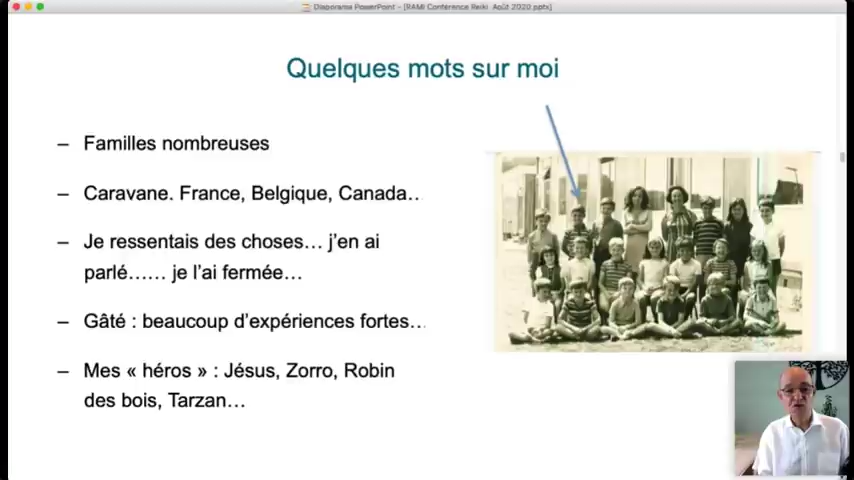 Diaporama PowerPoint - [RAMI Conférence Reiki Août 2020.pptx]
Quelques mots sur moi
– Familles nombreuses
– Caravane. France, Belgique, Canada…
– Je ressentais des choses… j’en ai
parlé…… je l’ai fermée…
– Gâté : beaucoup d’expériences fortes…
– Mes « héros » : Jésus, Zorro, Robin
des bois, Tarzan…